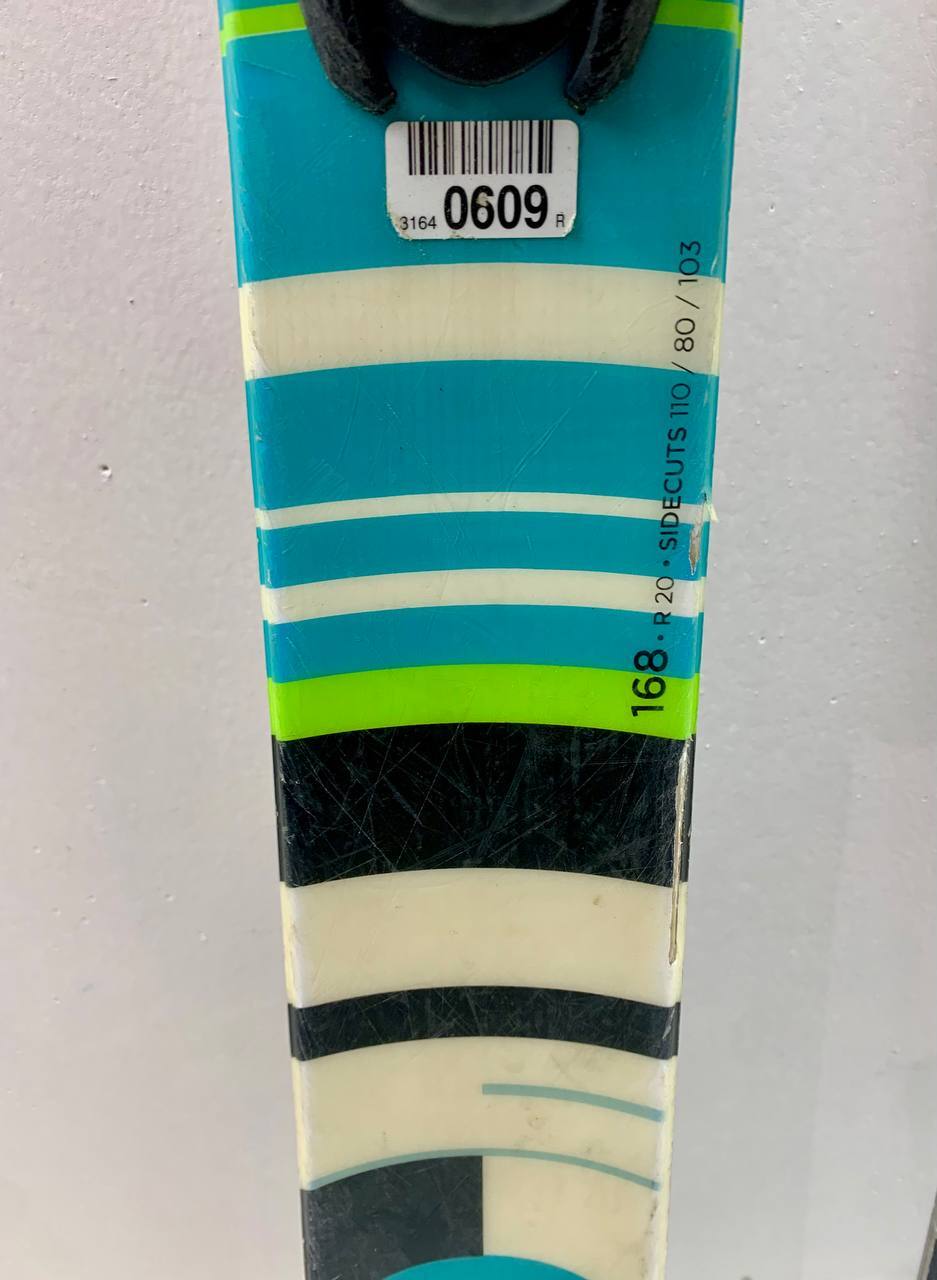 3164 0609 R
168 • R 20 • SIDECUTS 110 / 80 / 103